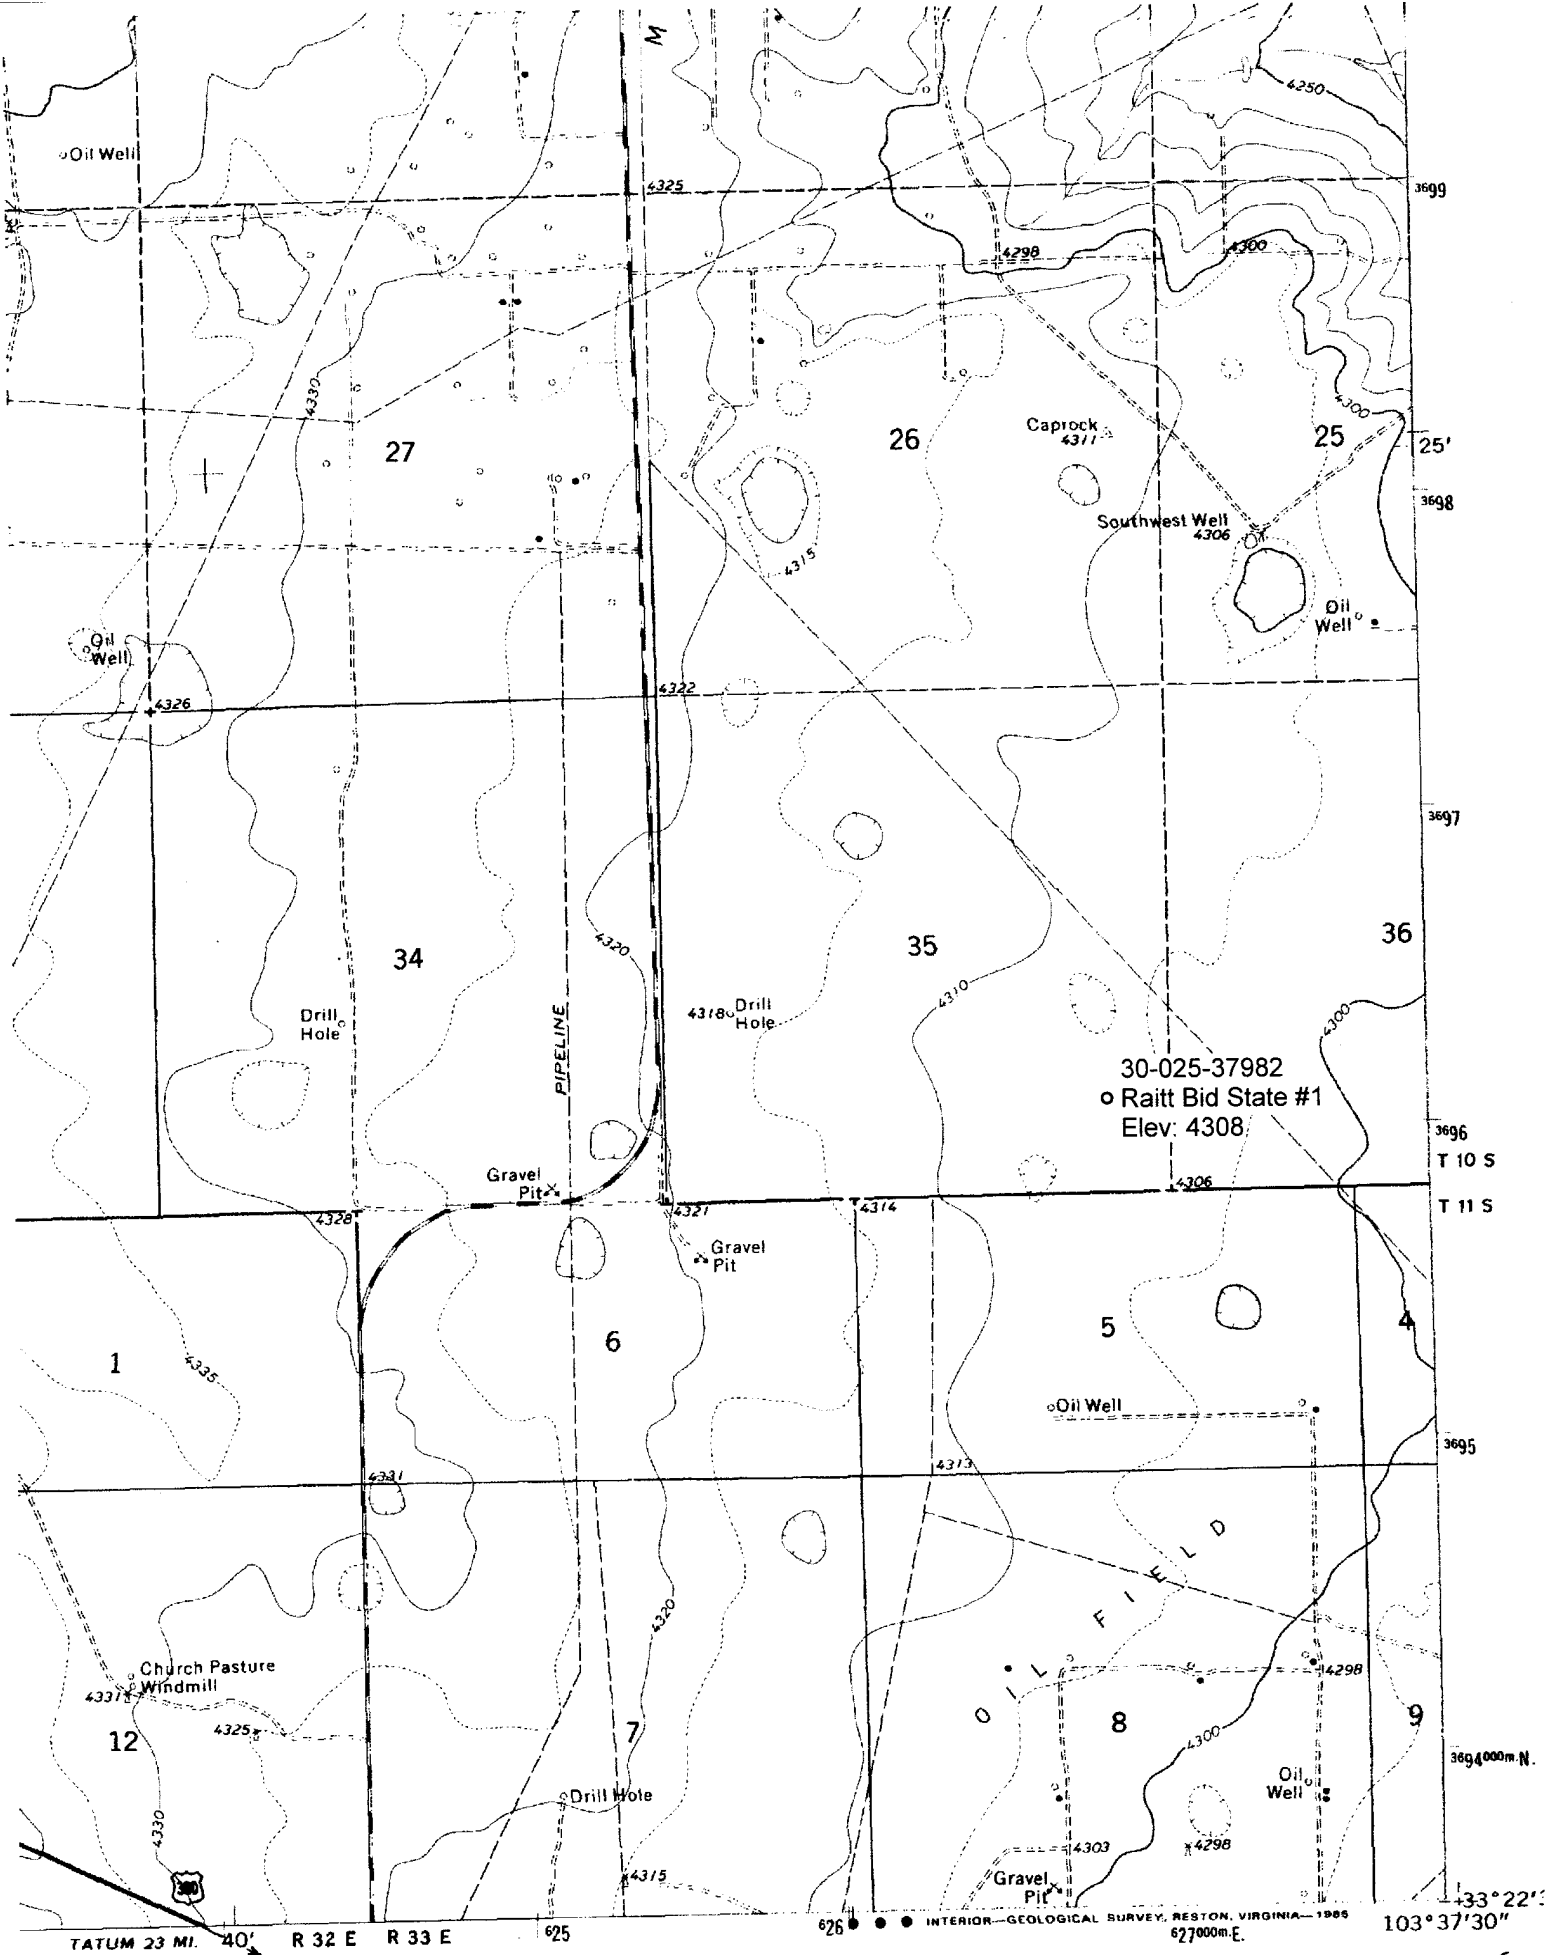 M
4250
Oil Well
4325
3699
4298
4300
4330
4300
Caprock
4311
27
26
25
25'
3698
Southwest Well
4306
4315
Oil
Well
Oil
Well
4322
4326
3697
4320
34
35
36
4310
4300
Drill
Hole
4318 Drill
Hole
PIPELINE
30-025-37982
Raitt Bid State #1
Elev: 4308
3696
T 10 S
Gravel
Pit
4306
4328
4321
4314
T 11 S
Gravel
Pit
1
6
5
4
4335
Oil Well
3695
4331
4313
OIL FIELD
4320
Church Pasture
Windmill
4331
4298
12
4325
7
8
9
4300
3694000m.N.
Oil
Well
Drill Hole
4330
4303
4298
4315
Gravel
Pit
33°22'
TATUM 23 MI.
40'
R 32 E
R 33 E
625
626
INTERIOR—GEOLOGICAL SURVEY, RESTON, VIRGINIA—1985
627000m.E.
103°37'30"